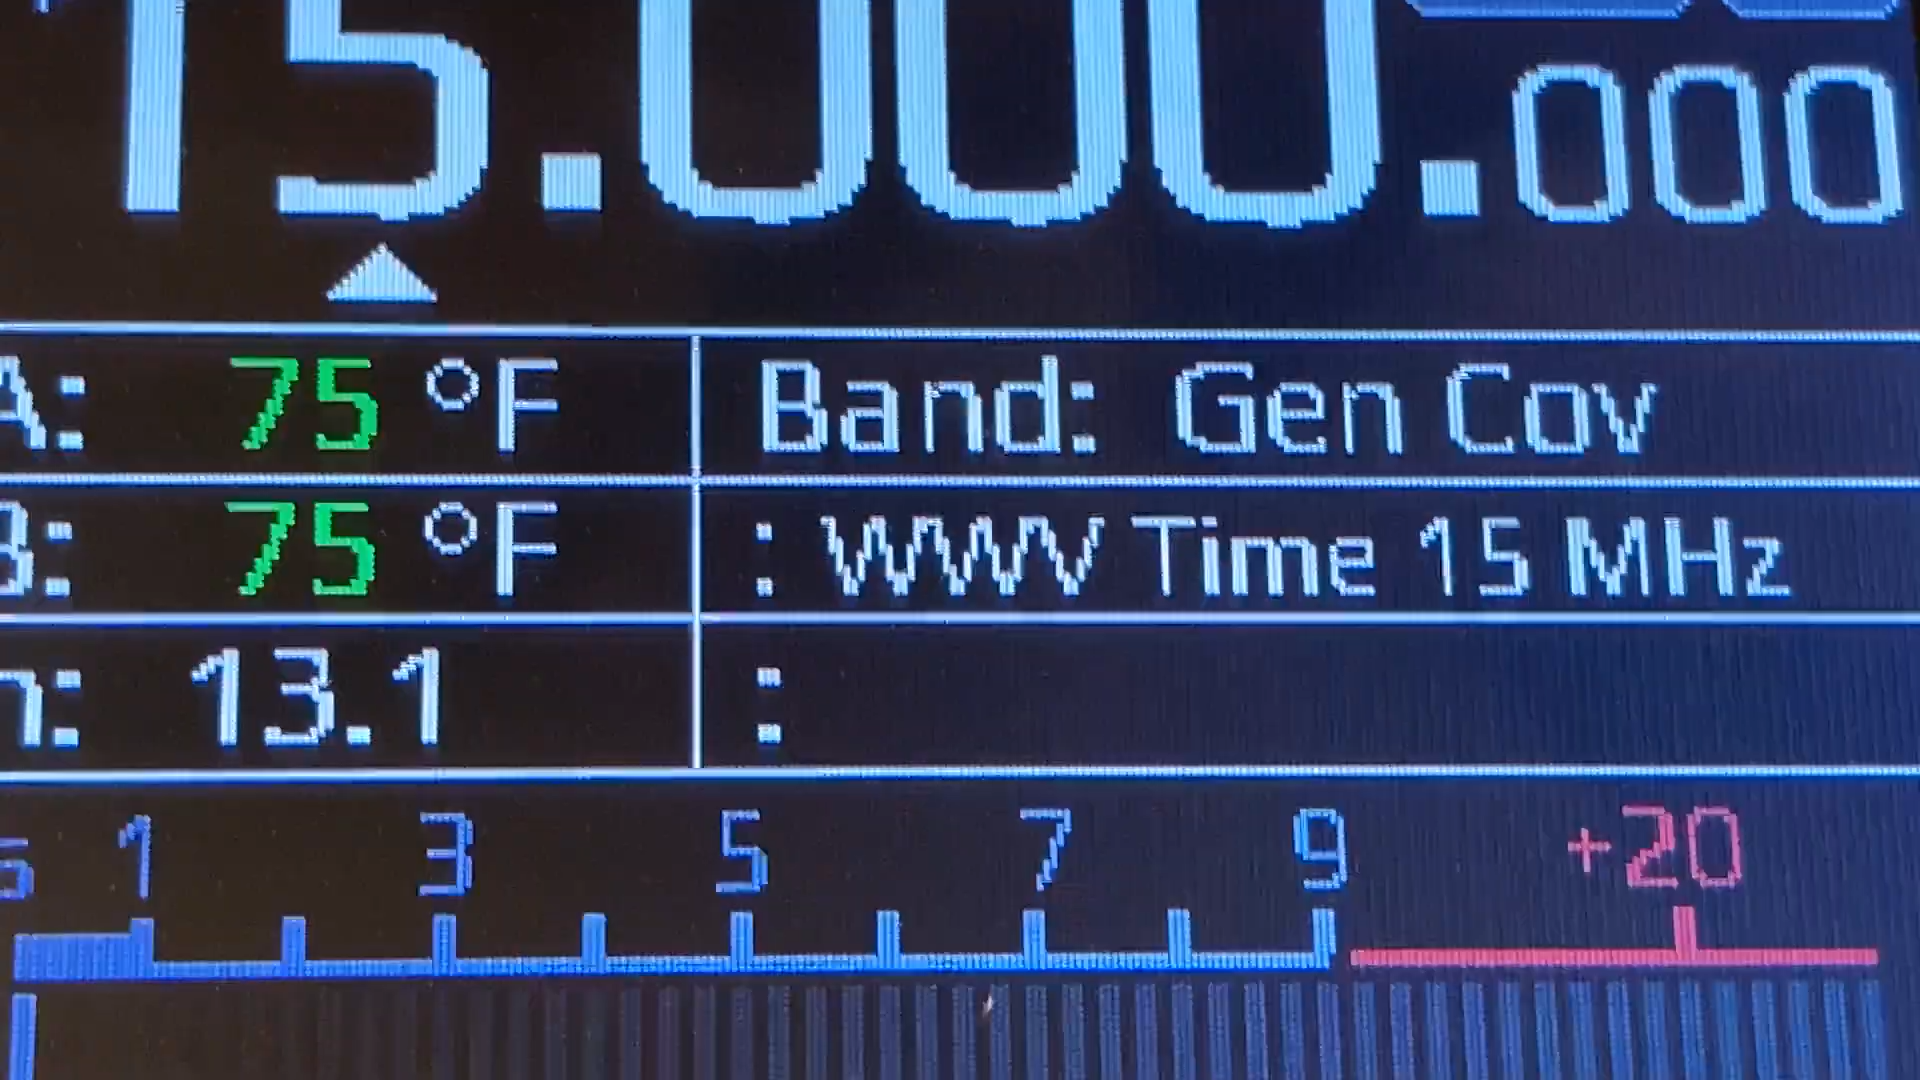 15.000.000
A: 75 °F
Band: Gen Cov
B: 75 °F
: WWV Time 15 MHz
13.1
:
1 3 5 7 9 +20